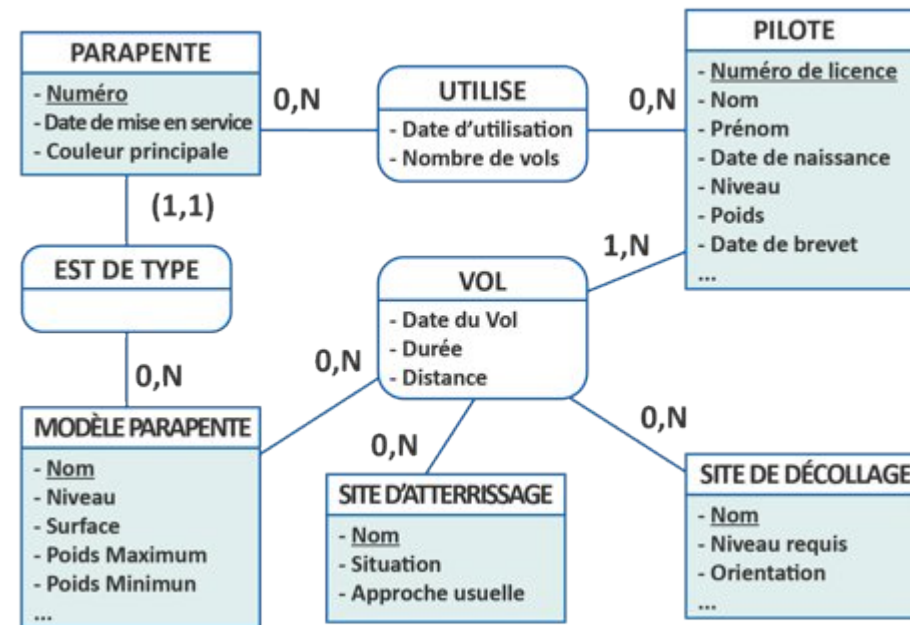 PARAPENTE
- Numéro
- Date de mise en service
- Couleur principale
0,N
UTILISE
- Date d'utilisation
- Nombre de vols
0,N
PILOTE
- Numéro de licence
- Nom
- Prénom
- Date de naissance
- Niveau
- Poids
- Date de brevet
...
(1,1)
EST DE TYPE
0,N
1,N
VOL
- Date du Vol
- Durée
- Distance
0,N
0,N
0,N
MODÈLE PARAPENTE
- Nom
- Niveau
- Surface
- Poids Maximum
- Poids Minimun
...
SITE D'ATTERRISSAGE
- Nom
- Situation
- Approche usuelle
SITE DE DÉCOLLAGE
- Nom
- Niveau requis
- Orientation
...